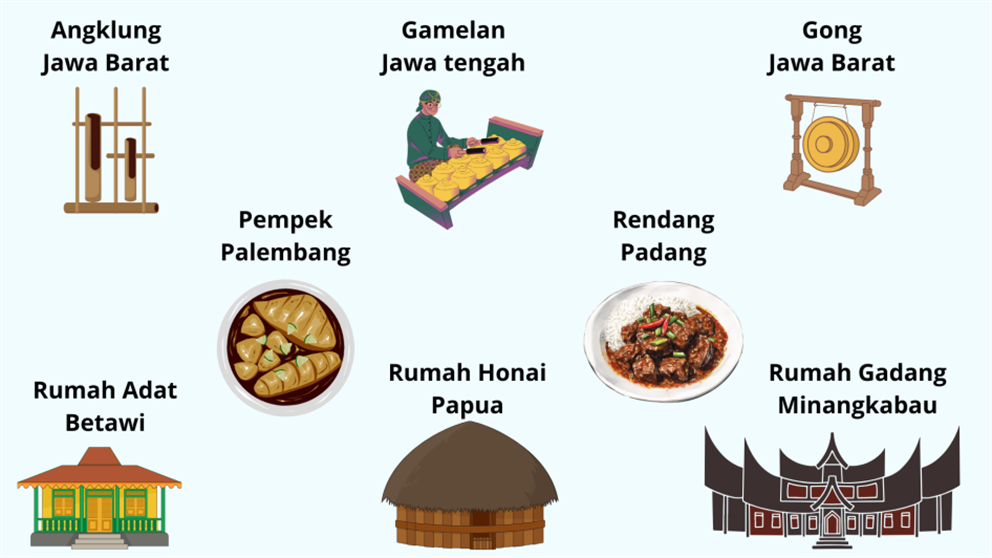 Angklung
Jawa Barat
Gamelan
Jawa tengah
Gong
Jawa Barat
Pempek
Palembang
Rendang
Padang
Rumah Adat
Betawi
Rumah Honai
Papua
Rumah Gadang
Minangkabau